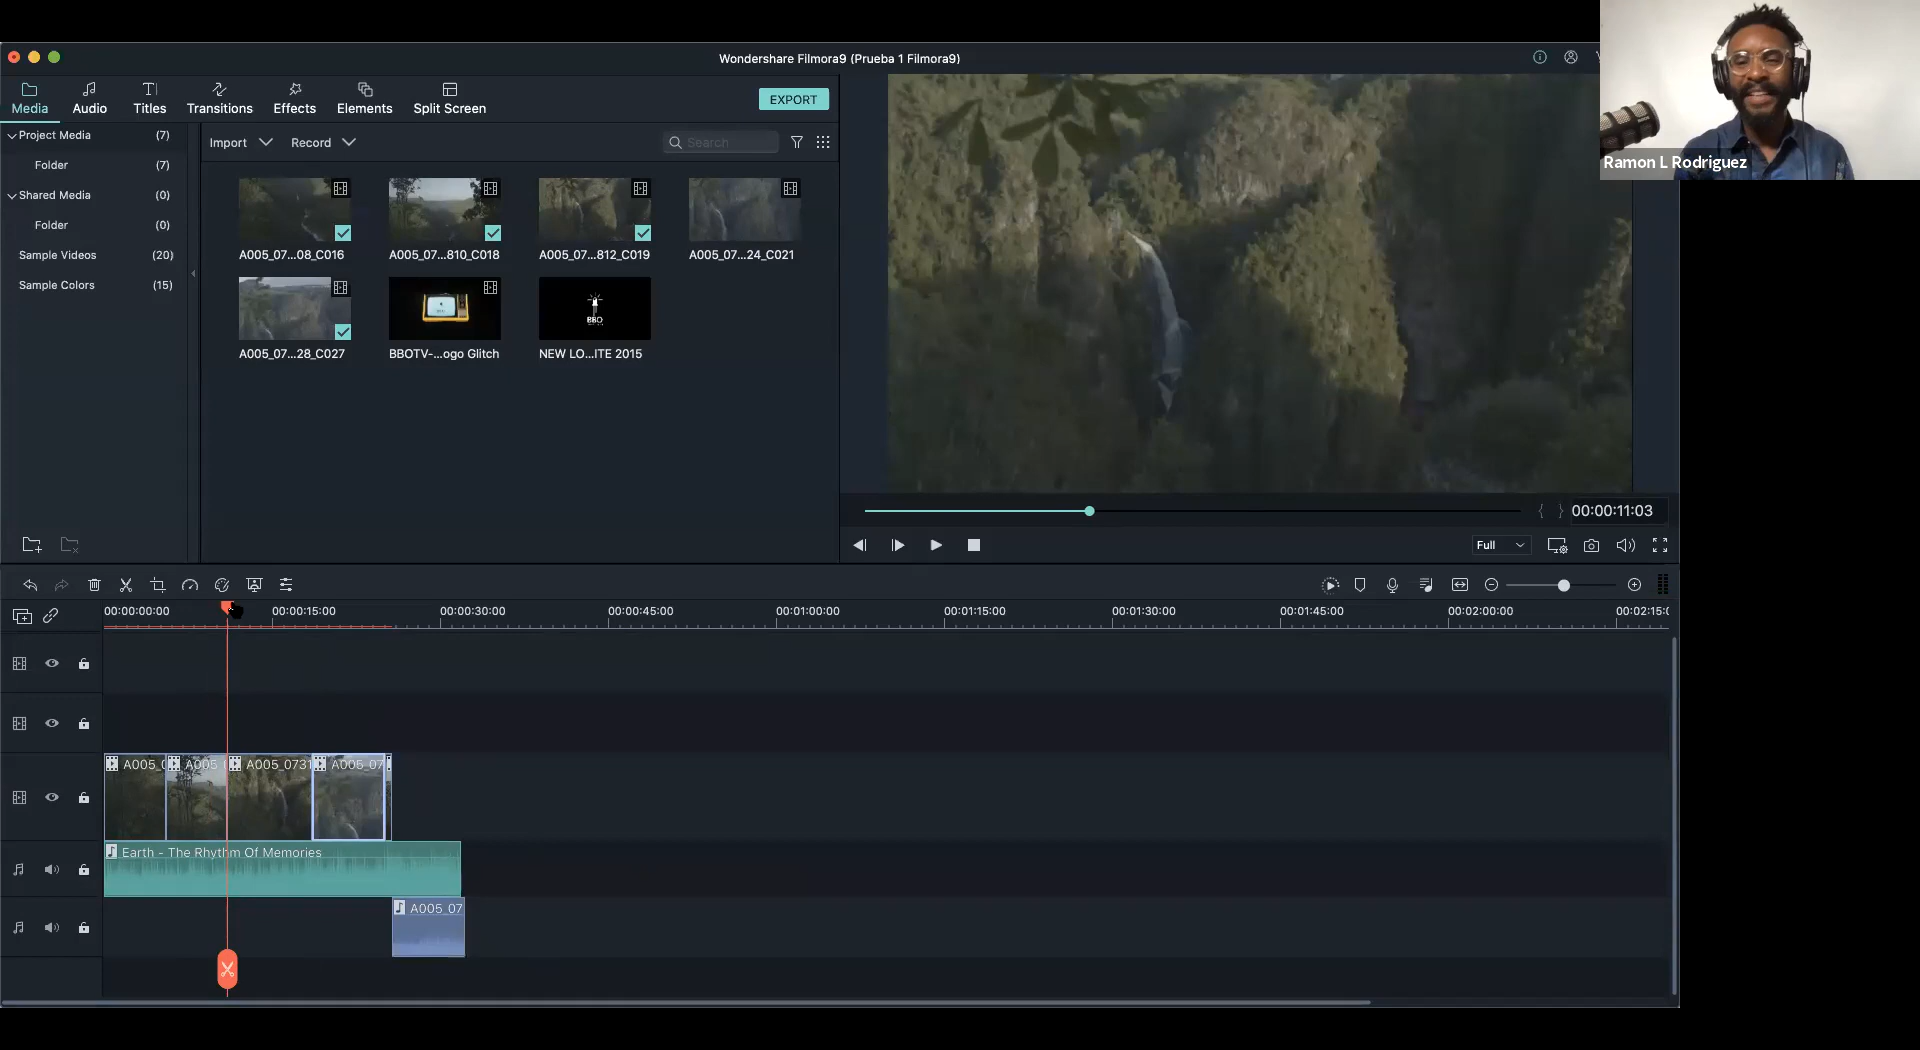 Wondershare Filmora9 (Prueba 1 Filmora9)
Ramon L Rodriguez
Media
Audio
Titles
Transitions
Effects
Elements
Split Screen
EXPORT
Project Media (7)
Folder (7)
Shared Media (0)
Folder (0)
Sample Videos (20)
Sample Colors (15)
Import
Record
Search
A005_07...08_C016
A005_07...810_C018
A005_07...812_C019
A005_07...24_C021
A005_07...28_C027
BBOTV-...ogo Glitch
NEW LO...ITE 2015
BBO
{ } 00:00:11:03
Full
00:00:00:00
00:00:15:00
00:00:30:00
00:00:45:00
00:01:00:00
00:01:15:00
00:01:30:00
00:01:45:00
00:02:00:00
00:02:15:0
A005_0
A005
A005_0731
A005_07
Earth - The Rhythm Of Memories
A005_07